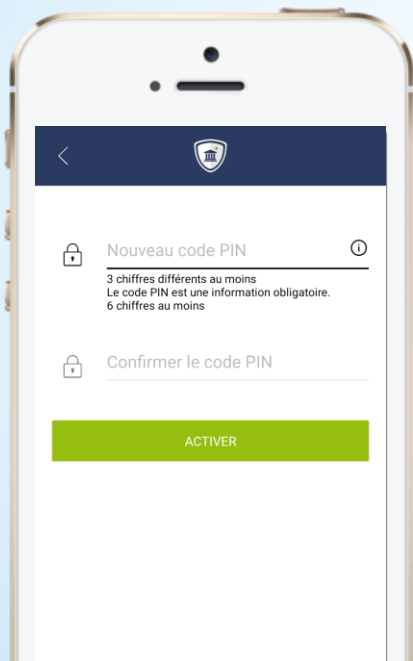 Nouveau code PIN
3 chiffres différents au moins
Le code PIN est une information obligatoire.
6 chiffres au moins
Confirmer le code PIN
ACTIVER